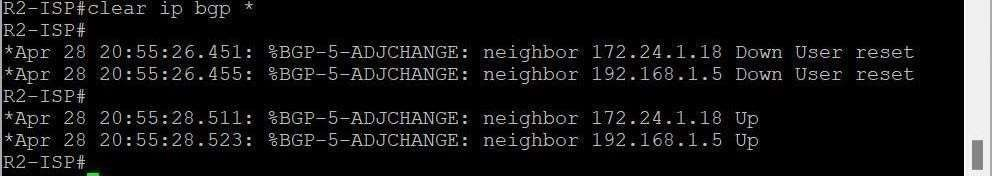 R2-ISP#clear ip bgp *
R2-ISP#
*Apr 28 20:55:26.451: %BGP-5-ADJCHANGE: neighbor 172.24.1.18 Down User reset
*Apr 28 20:55:26.455: %BGP-5-ADJCHANGE: neighbor 192.168.1.5 Down User reset
R2-ISP#
*Apr 28 20:55:28.511: %BGP-5-ADJCHANGE: neighbor 172.24.1.18 Up
*Apr 28 20:55:28.523: %BGP-5-ADJCHANGE: neighbor 192.168.1.5 Up
R2-ISP#